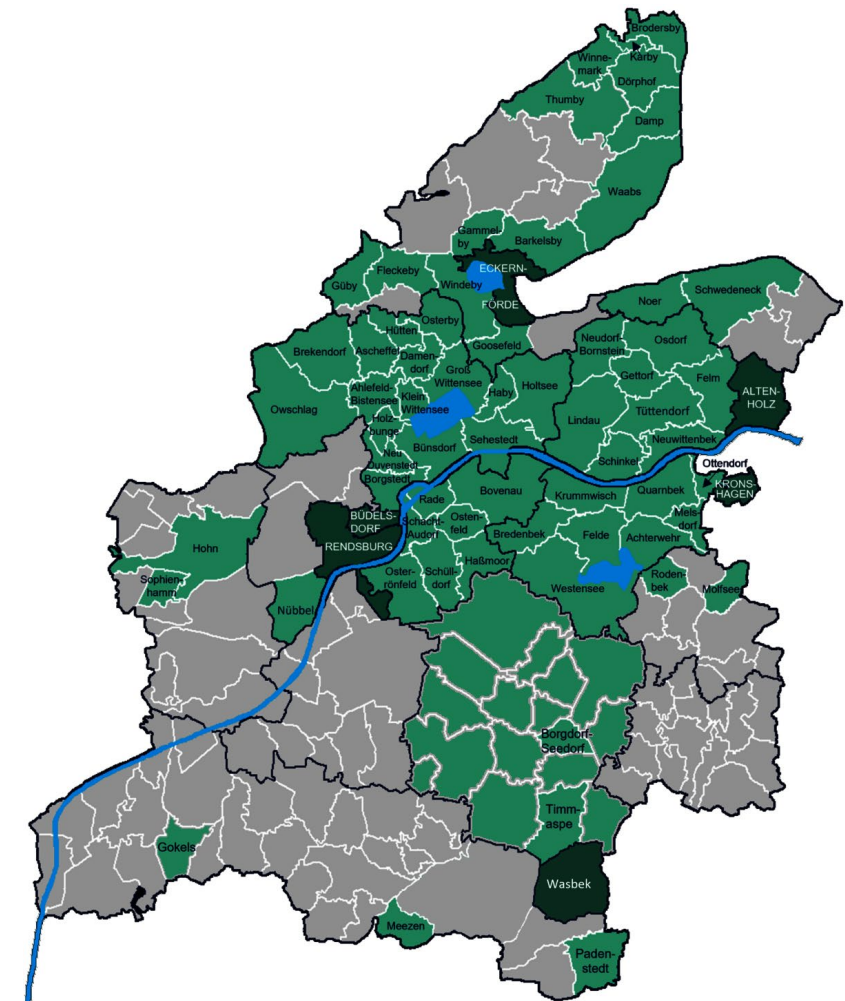 Brodersby
Karby
Winne-
mark
Dörphof
Thumby
Damp
Waabs
Gammel-
by
Barkelsby
Fleckeby
Güby
Windeby
ECKERN-
FÖRDE
Schwedeneck
Noer
Osterby
Hütten
Goosefeld
Neudorf-
Bornstein
Osdorf
Brekendorf
Ascheffel
Damen-
dorf
Groß
Wittensee
Gettorf
Felm
Ahlefeld-
Bistensee
Klein
Wittensee
Haby
Holtsee
ALTEN-
HOLZ
Owschlag
Holz-
bunge
Lindau
Tüttendorf
Bünsdorf
Sehestedt
Neuwittenbek
Neu
Duvenstedt
Schinkel
Ottendorf
Borgstedt
Rade
Bovenau
Krummwisch
Quarnbek
KRONS-
HAGEN
BÜDELS-
DORF
Schacht-
Audorf
Osten-
feld
Mels-
dorf
RENDSBURG
Bredenbek
Felde
Achterwehr
Hohn
Sophien-
hamm
Oster-
rönfeld
Schüll-
dorf
Haßmoor
Westensee
Roden-
bek
Molfsee
Nübbel
Borgdorf-
Seedorf
Timm-
aspe
Gokels
Wasbek
Meezen
Paden-
stedt